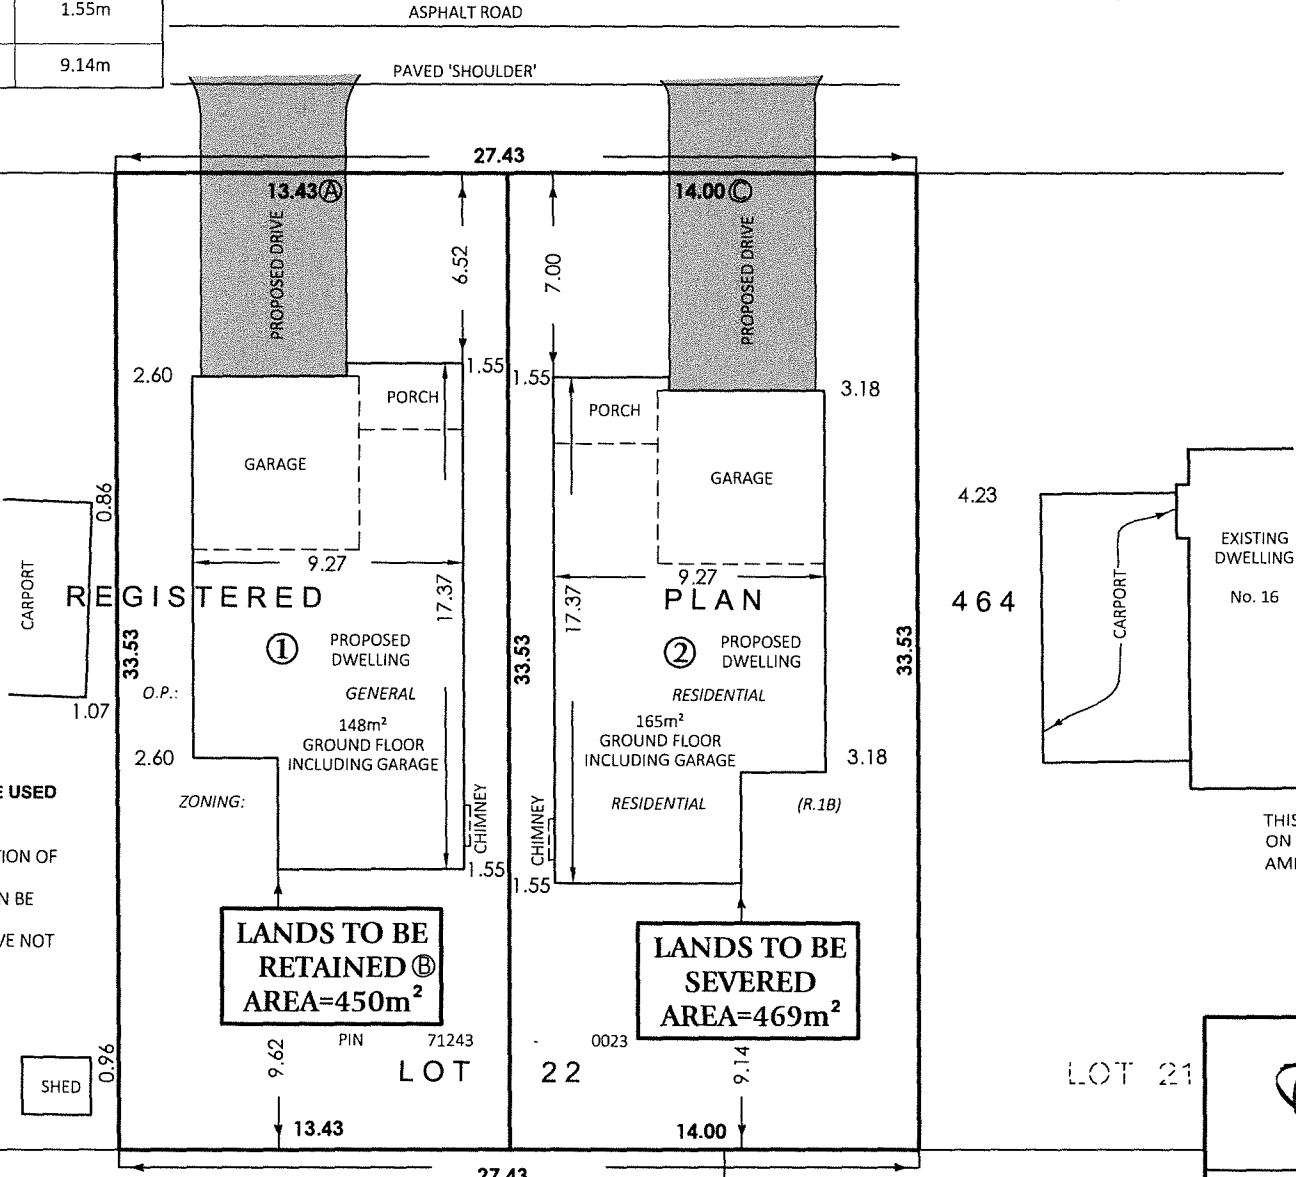 1.55m
ASPHALT ROAD
9.14m
PAVED 'SHOULDER'
27.43
13.43 Ⓐ
14.00 Ⓒ
PROPOSED DRIVE
6.52
7.00
PROPOSED DRIVE
2.60
1.55
1.55
3.18
PORCH
PORCH
GARAGE
GARAGE
0.86
4.23
EXISTING
DWELLING
No. 16
9.27
9.27
CARPORT
17.37
17.37
CARPORT
REGISTERED
PLAN
464
33.53
33.53
33.53
①
PROPOSED
DWELLING
②
PROPOSED
DWELLING
O.P.:
GENERAL
RESIDENTIAL
1.07
148m²
GROUND FLOOR
INCLUDING GARAGE
165m²
GROUND FLOOR
INCLUDING GARAGE
2.60
3.18
E USED
ZONING:
RESIDENTIAL
(R.1B)
CHIMNEY
CHIMNEY
THIS
ON
AM
TION OF
N BE
VE NOT
1.55
1.55
LANDS TO BE
RETAINED Ⓑ
AREA=450m²
LANDS TO BE
SEVERED
AREA=469m²
PIN 71243 - 0023
SHED
0.96
9.62
9.14
LOT 22
LOT 21
13.43
14.00
27.43